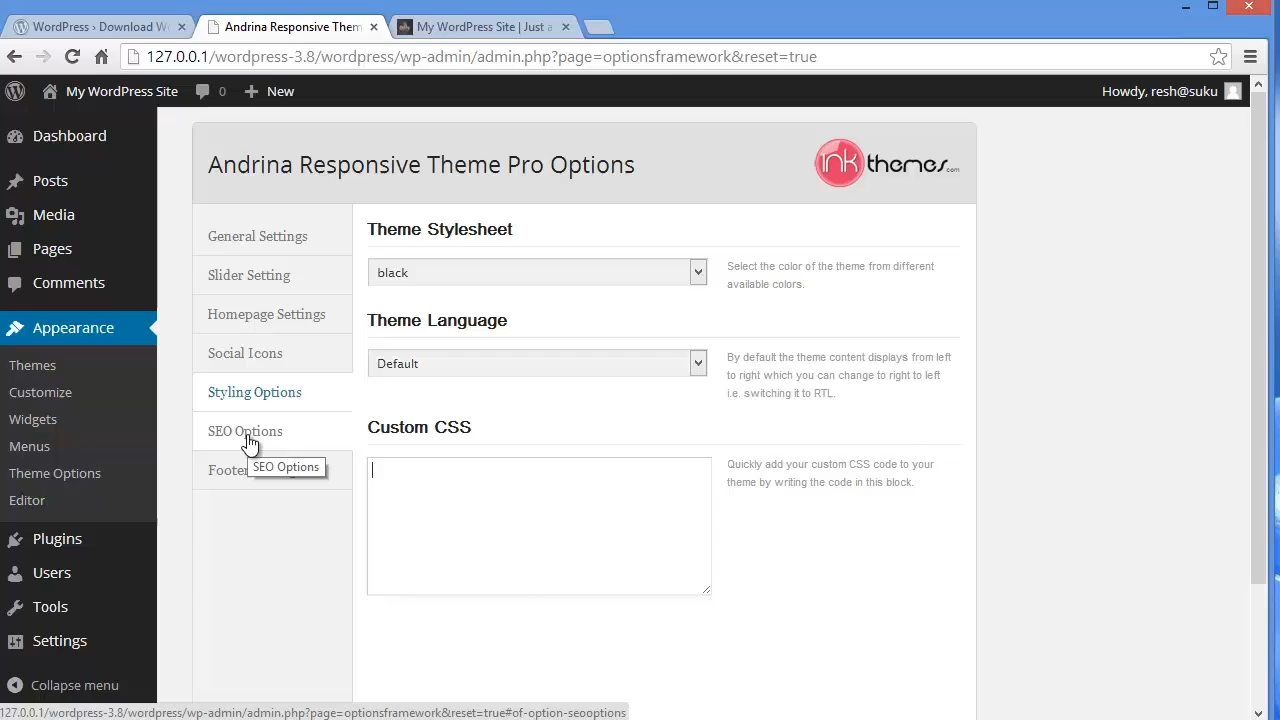 WordPress › Download W
Andrina Responsive Them
My WordPress Site | Just a
127.0.0.1/wordpress-3.8/wordpress/wp-admin/admin.php?page=optionsframework&reset=true
My WordPress Site 0 New Howdy, resh@suku
Dashboard
Posts
Media
Pages
Comments
Appearance
Themes
Customize
Widgets
Menus
Theme Options
Editor
Plugins
Users
Tools
Settings
Collapse menu
Andrina Responsive Theme Pro Options
inkthemes.com
General Settings
Slider Setting
Homepage Settings
Social Icons
Styling Options
SEO Options
Footer
SEO Options
Theme Stylesheet
black
Select the color of the theme from different
available colors.
Theme Language
Default
By default the theme content displays from left
to right which you can change to right to left
i.e. switching it to RTL.
Custom CSS
Quickly add your custom CSS code to your
theme by writing the code in this block.
127.0.0.1/wordpress-3.8/wordpress/wp-admin/admin.php?page=optionsframework&reset=true#of-option-seooptions